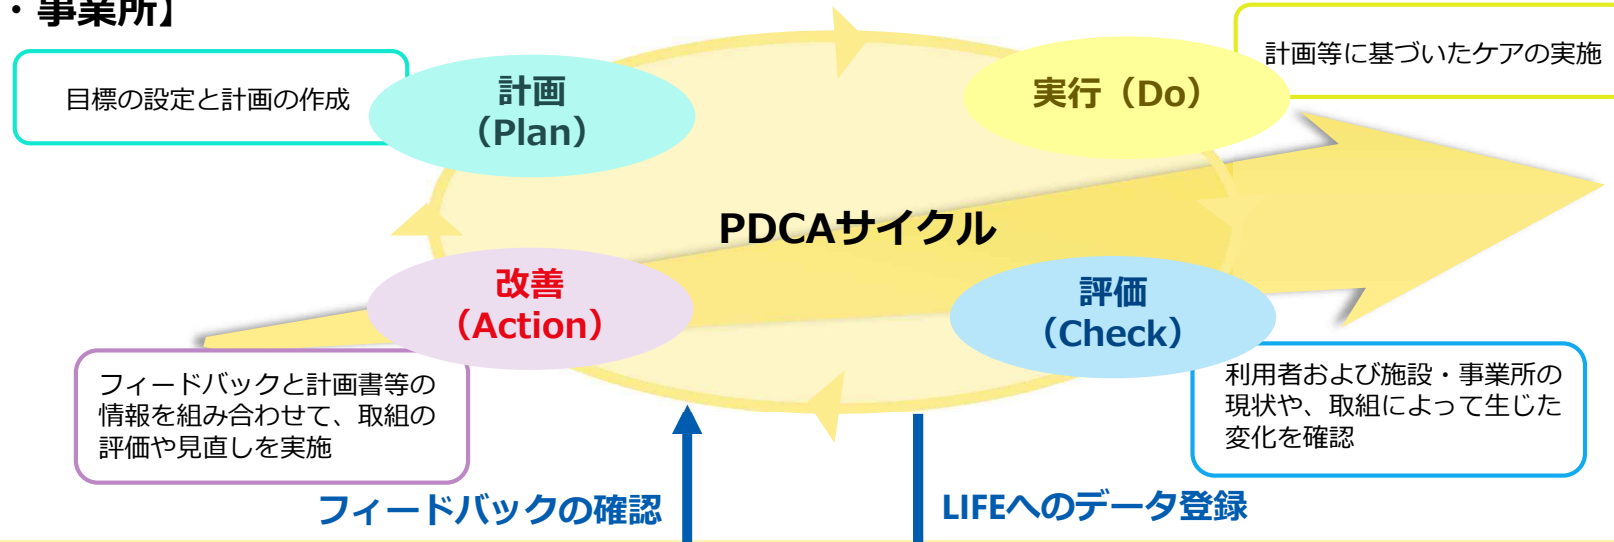 ・事業所】
目標の設定と計画の作成
計画
（Plan）
実行（Do）
計画等に基づいたケアの実施
PDCAサイクル
改善
（Action）
評価
（Check）
フィードバックと計画書等の
情報を組み合わせて、取組の
評価や見直しを実施
利用者および施設・事業所の
現状や、取組によって生じた
変化を確認
フィードバックの確認
LIFEへのデータ登録